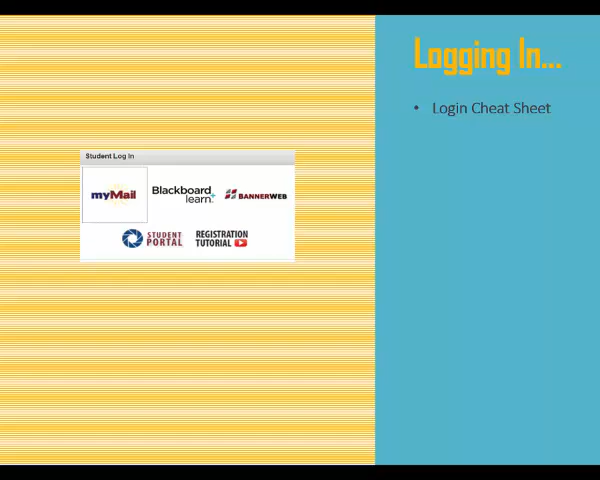 Logging In...
• Login Cheat Sheet
Student Log In
myMail
Blackboard
learn
BANNERWEB
STUDENT
PORTAL
REGISTRATION
TUTORIAL